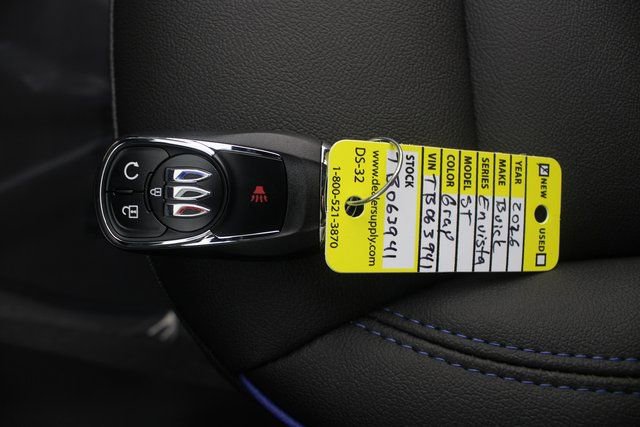 NEW USED
YEAR 2026
MAKE Buick
SERIES Envista
MODEL ST
COLOR Grap
VIN TB063941
STOCK
TB063941
www.dealersupply.com
DS-32 1-800-521-3870